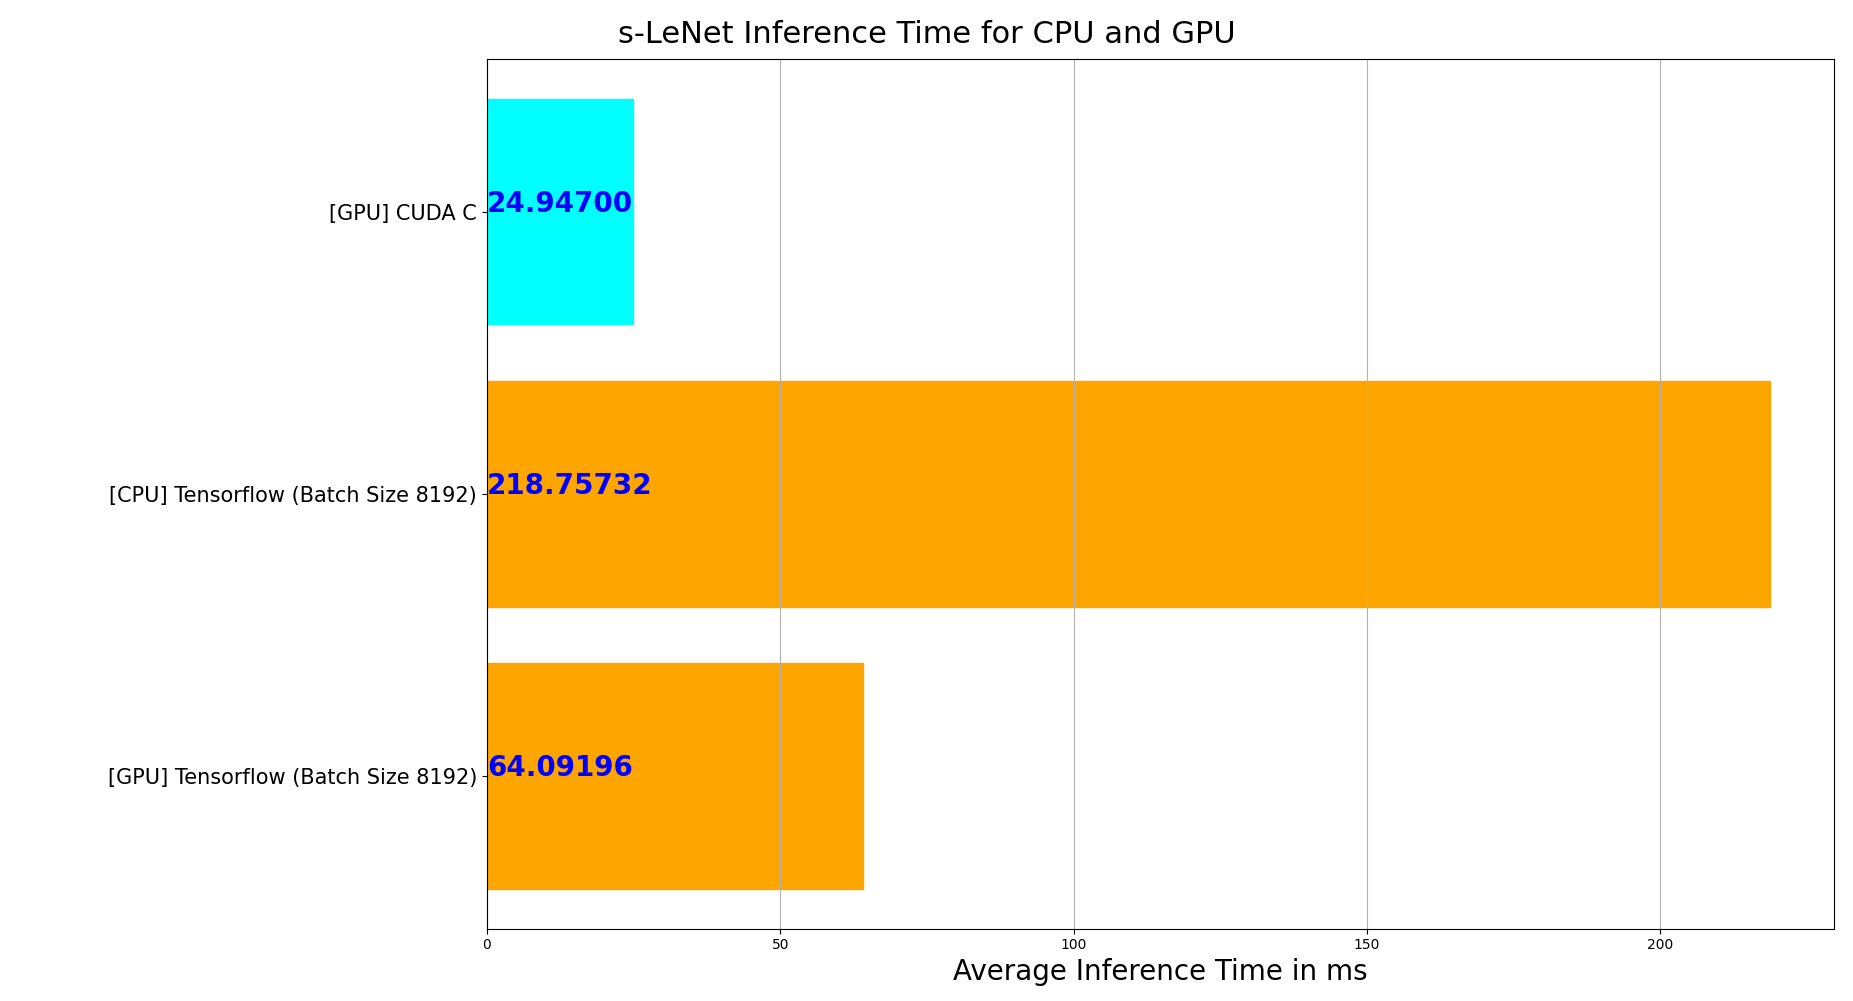 s-LeNet Inference Time for CPU and GPU
[GPU] CUDA C
24.94700
[CPU] Tensorflow (Batch Size 8192)
218.75732
[GPU] Tensorflow (Batch Size 8192)
64.09196
0 50 100 150 200
Average Inference Time in ms